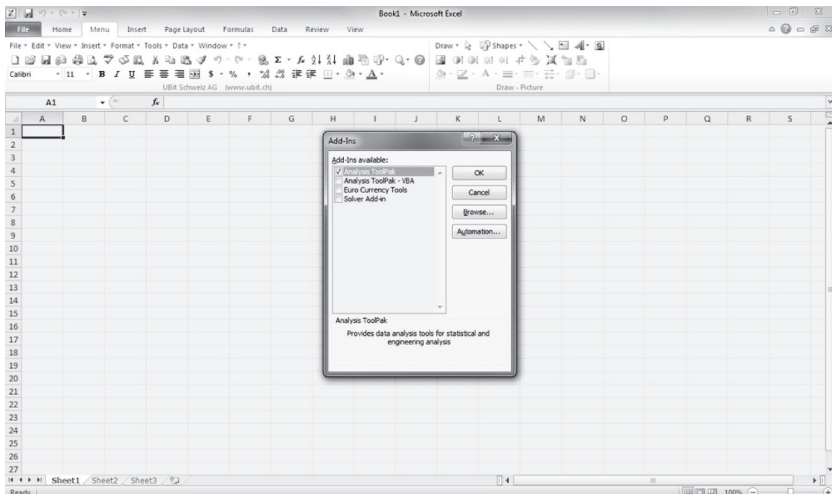 Book1 - Microsoft Excel
File Home Menu Insert Page Layout Formulas Data Review View
File Edit View Insert Format Tools Data Window ?
Draw Shapes
Calibri 11 B I U $ % ,
UBit Schweiz AG (www.ubit.ch)
Draw - Picture
A1 fx
A B C D E F G H I J K L M N O P Q R S
1
2
3
4
5
6
7
8
9
10
11
12
13
14
15
16
17
18
19
20
21
22
23
24
25
26
27
Add-Ins
Add-Ins available:
Analysis ToolPak
Analysis ToolPak - VBA
Euro Currency Tools
Solver Add-in
OK
Cancel
Browse...
Automation...
Analysis ToolPak
Provides data analysis tools for statistical and
engineering analysis
Sheet1 Sheet2 Sheet3
Ready 100%